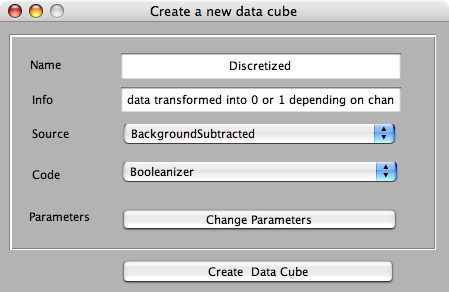 Create a new data cube
Name Discretized
Info data transformed into 0 or 1 depending on chan
Source BackgroundSubtracted
Code Booleanizer
Parameters Change Parameters
Create Data Cube